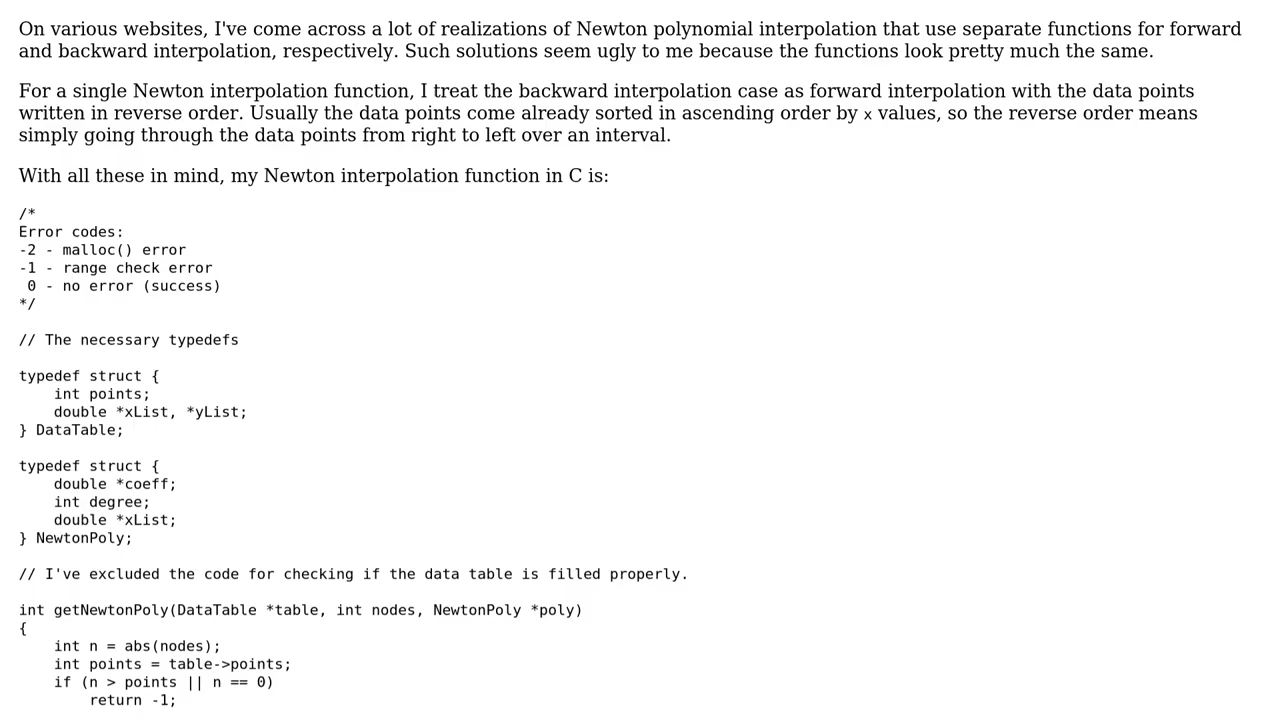 On various websites, I've come across a lot of realizations of Newton polynomial interpolation that use separate functions for forward
and backward interpolation, respectively. Such solutions seem ugly to me because the functions look pretty much the same.
For a single Newton interpolation function, I treat the backward interpolation case as forward interpolation with the data points
written in reverse order. Usually the data points come already sorted in ascending order by x values, so the reverse order means
simply going through the data points from right to left over an interval.
With all these in mind, my Newton interpolation function in C is:
/*
Error codes:
-2 - malloc() error
-1 - range check error
 0 - no error (success)
*/
// The necessary typedefs
typedef struct {
    int points;
    double *xList, *yList;
} DataTable;
typedef struct {
    double *coeff;
    int degree;
    double *xList;
} NewtonPoly;
// I've excluded the code for checking if the data table is filled properly.
int getNewtonPoly(DataTable *table, int nodes, NewtonPoly *poly)
{
    int n = abs(nodes);
    int points = table->points;
    if (n > points || n == 0)
        return -1;